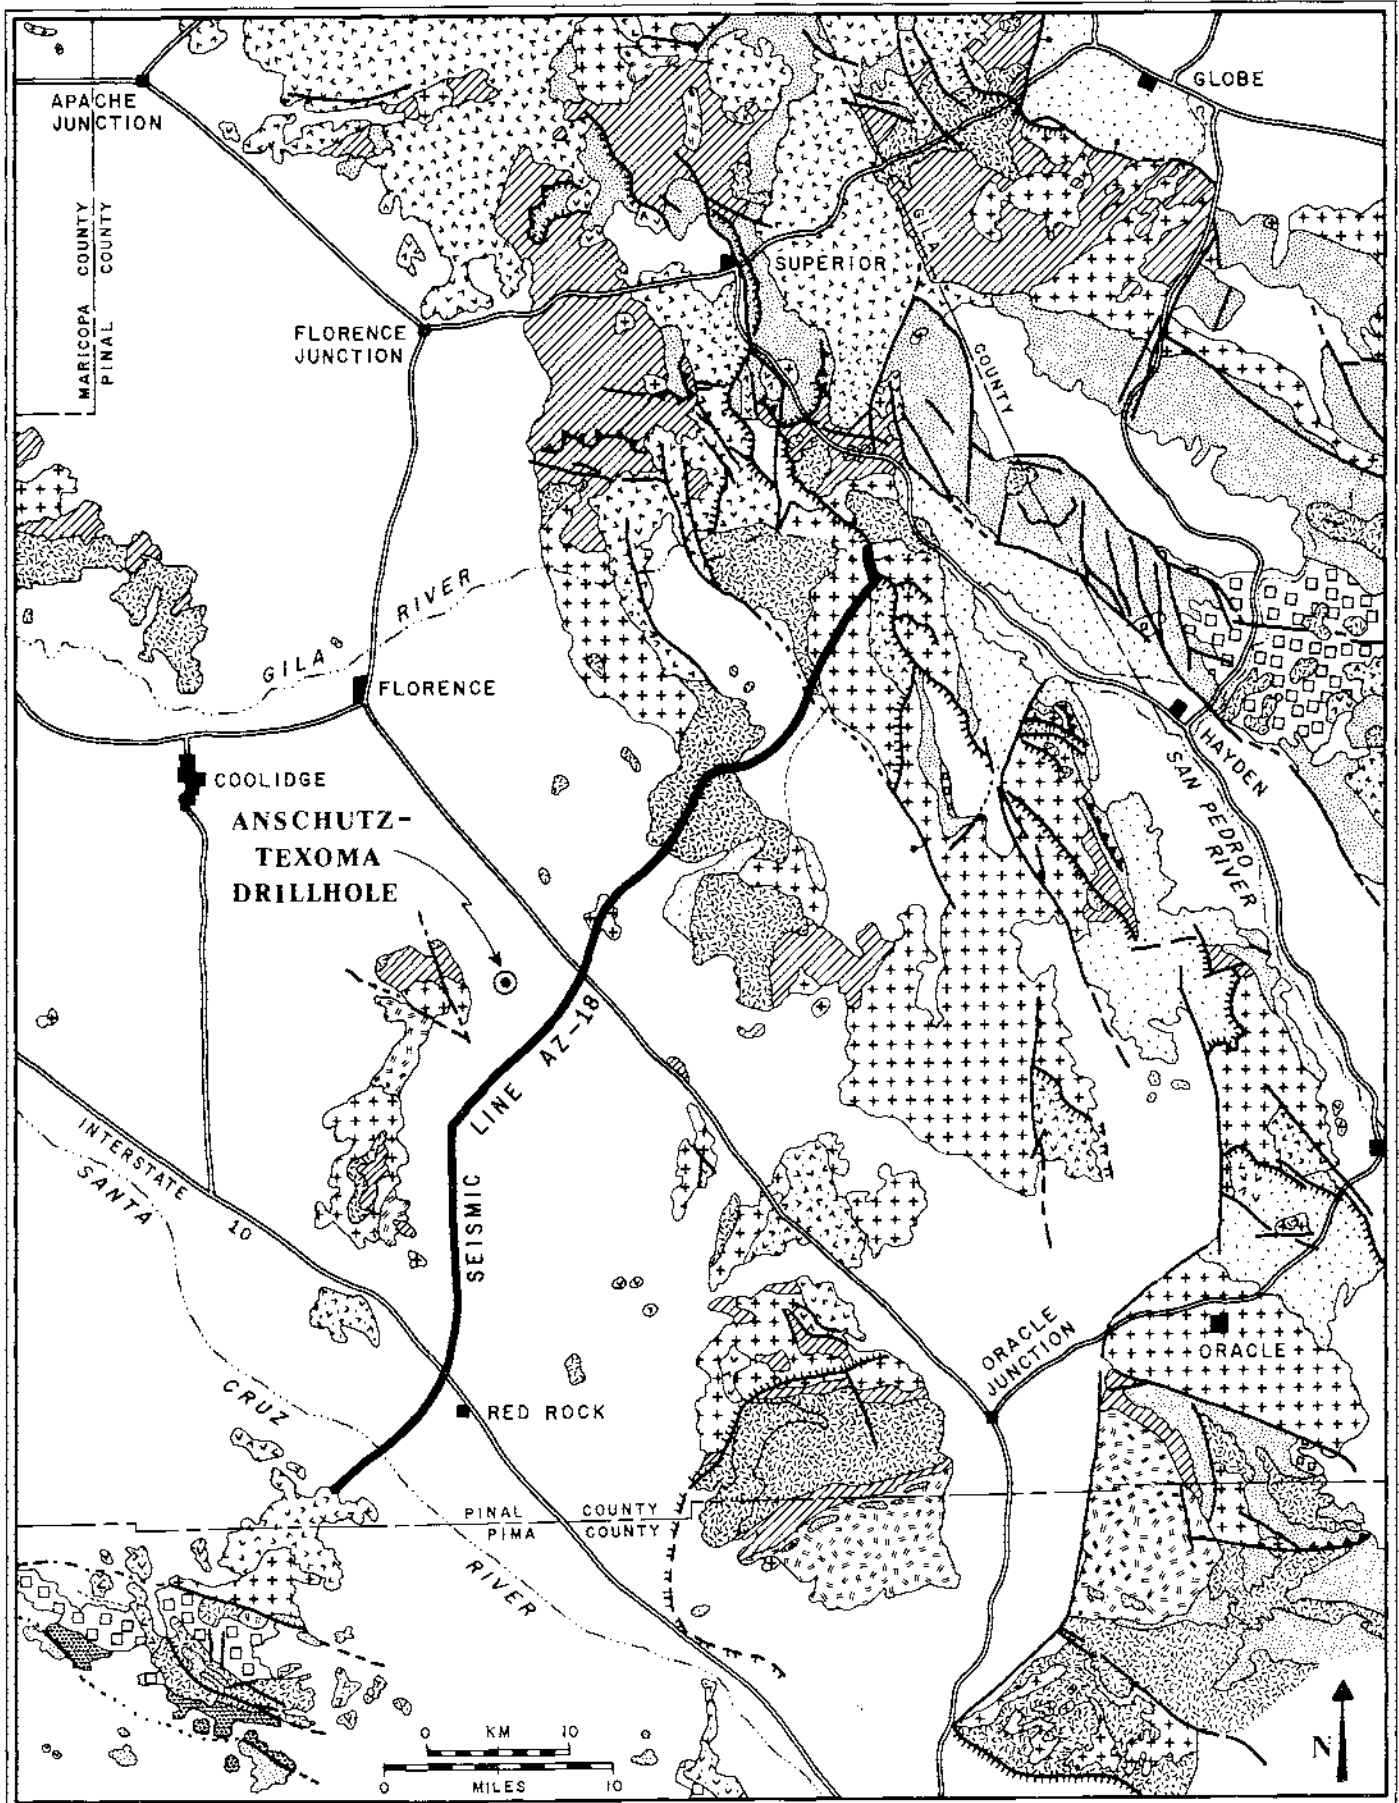 GLOBE
APACHE
JUNCTION
MARICOPA COUNTY
PINAL COUNTY
GILA
COUNTY
SUPERIOR
FLORENCE
JUNCTION
GILA RIVER
FLORENCE
COOLIDGE
HAYDEN
SAN PEDRO
RIVER
ANSCHUTZ-
TEXOMA
DRILLHOLE
SEISMIC LINE AZ-18
INTERSTATE 10
SANTA CRUZ RIVER
ORACLE
JUNCTION
ORACLE
RED ROCK
PINAL COUNTY
PIMA COUNTY
0 KM 10
0 MILES 10
N